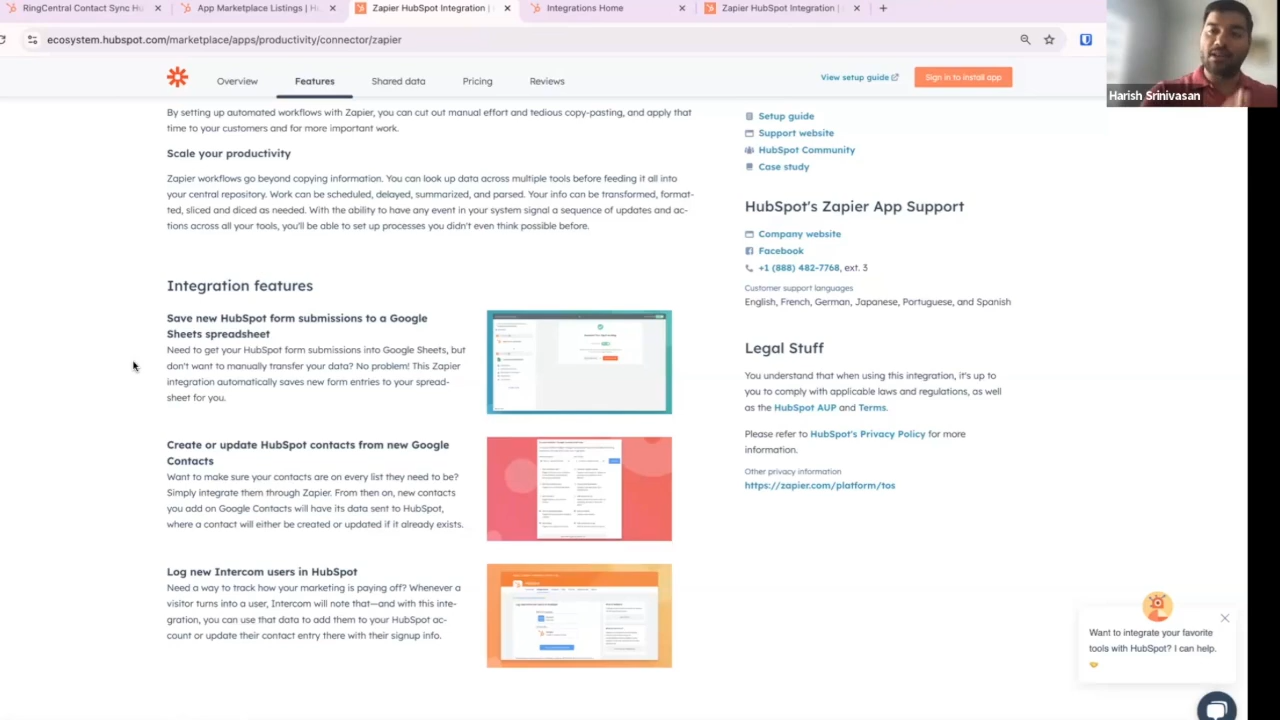 RingCentral Contact Sync Hu
App Marketplace Listings | Hu
Zapier HubSpot Integration |
Integrations Home
Zapier HubSpot Integration |
ecosystem.hubspot.com/marketplace/apps/productivity/connector/zapier
Overview
Features
Shared data
Pricing
Reviews
View setup guide
Sign in to install app
Harish Srinivasan
By setting up automated workflows with Zapier, you can cut out manual effort and tedious copy-pasting, and apply that
time to your customers and for more important work.
Scale your productivity
Zapier workflows go beyond copying information. You can look up data across multiple tools before feeding it all into
your central repository. Work can be scheduled, delayed, summarized, and parsed. Your info can be transformed, format-
ted, sliced and diced as needed. With the ability to have any event in your system signal a sequence of updates and ac-
tions across all your tools, you'll be able to set up processes you didn't even think possible before.
Integration features
Save new HubSpot form submissions to a Google
Sheets spreadsheet
Need to get your HubSpot form submissions into Google Sheets, but
don't want to manually transfer your data? No problem! This Zapier
integration automatically saves new form entries to your spread-
sheet for you.
Create or update HubSpot contacts from new Google
Contacts
Want to make sure your contacts are on every list they need to be?
Simply integrate them through Zapier. From then on, new contacts
you add on Google Contacts will have its data sent to HubSpot,
where a contact will either be created or updated if it already exists.
Log new Intercom users in HubSpot
Need a way to track how your marketing is paying off? Whenever a
visitor turns into a user, Intercom will note that—and with this inte-
gration, you can use that data to add them to your HubSpot ac-
count or update their contact entry there with their signup info.
Setup guide
Support website
HubSpot Community
Case study
HubSpot's Zapier App Support
Company website
Facebook
+1 (888) 482-7768, ext. 3
Customer support languages
English, French, German, Japanese, Portuguese, and Spanish
Legal Stuff
You understand that when using this integration, it's up to
you to comply with applicable laws and regulations, as well
as the HubSpot AUP and Terms.
Please refer to HubSpot's Privacy Policy for more
information.
Other privacy information
https://zapier.com/platform/tos
Want to integrate your favorite
tools with HubSpot? I can help.